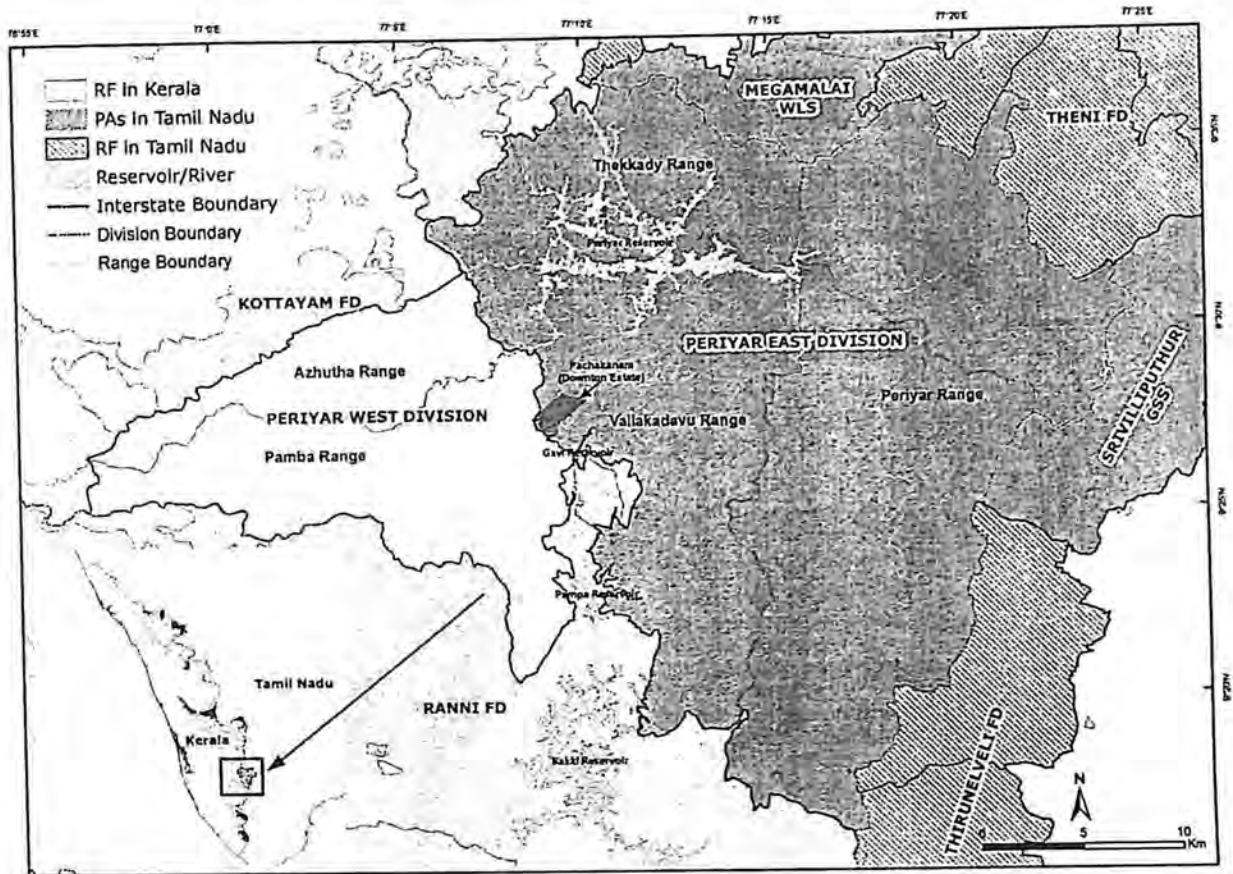 77°0'E
77°5'E
77°10'E
77°15'E
77°20'E
77°25'E
RF in Kerala
PAs in Tamil Nadu
RF in Tamil Nadu
Reservoir/River
Interstate Boundary
Division Boundary
Range Boundary
MEGAMALAI
WLS
THENI FD
Thekkady Range
Periyar Reservoir
KOTTAYAM FD
PERIYAR EAST DIVISION
Azhutha Range
Pachakanam
(Downton Estate)
Periyar Range
SRIVILLIPUTHUR
GSS
PERIYAR WEST DIVISION
Vallakadavu Range
Pamba Range
Gavi Reservoir
Pampa Reservoir
Tamil Nadu
RANNI FD
Kerala
Kakki Reservoir
THIRUNELVELI FD
N
0 5 10
Km